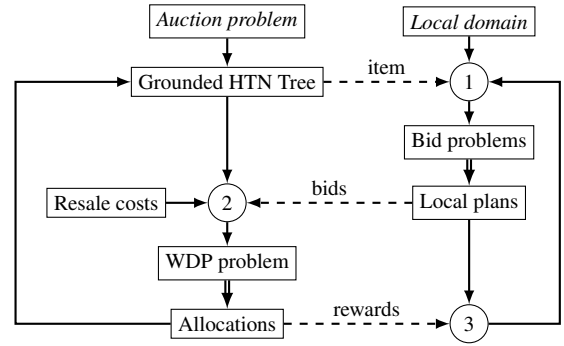 Auction problem
Local domain
Grounded HTN Tree
item
1
Bid problems
Resale costs
2
bids
Local plans
WDP problem
Allocations
rewards
3